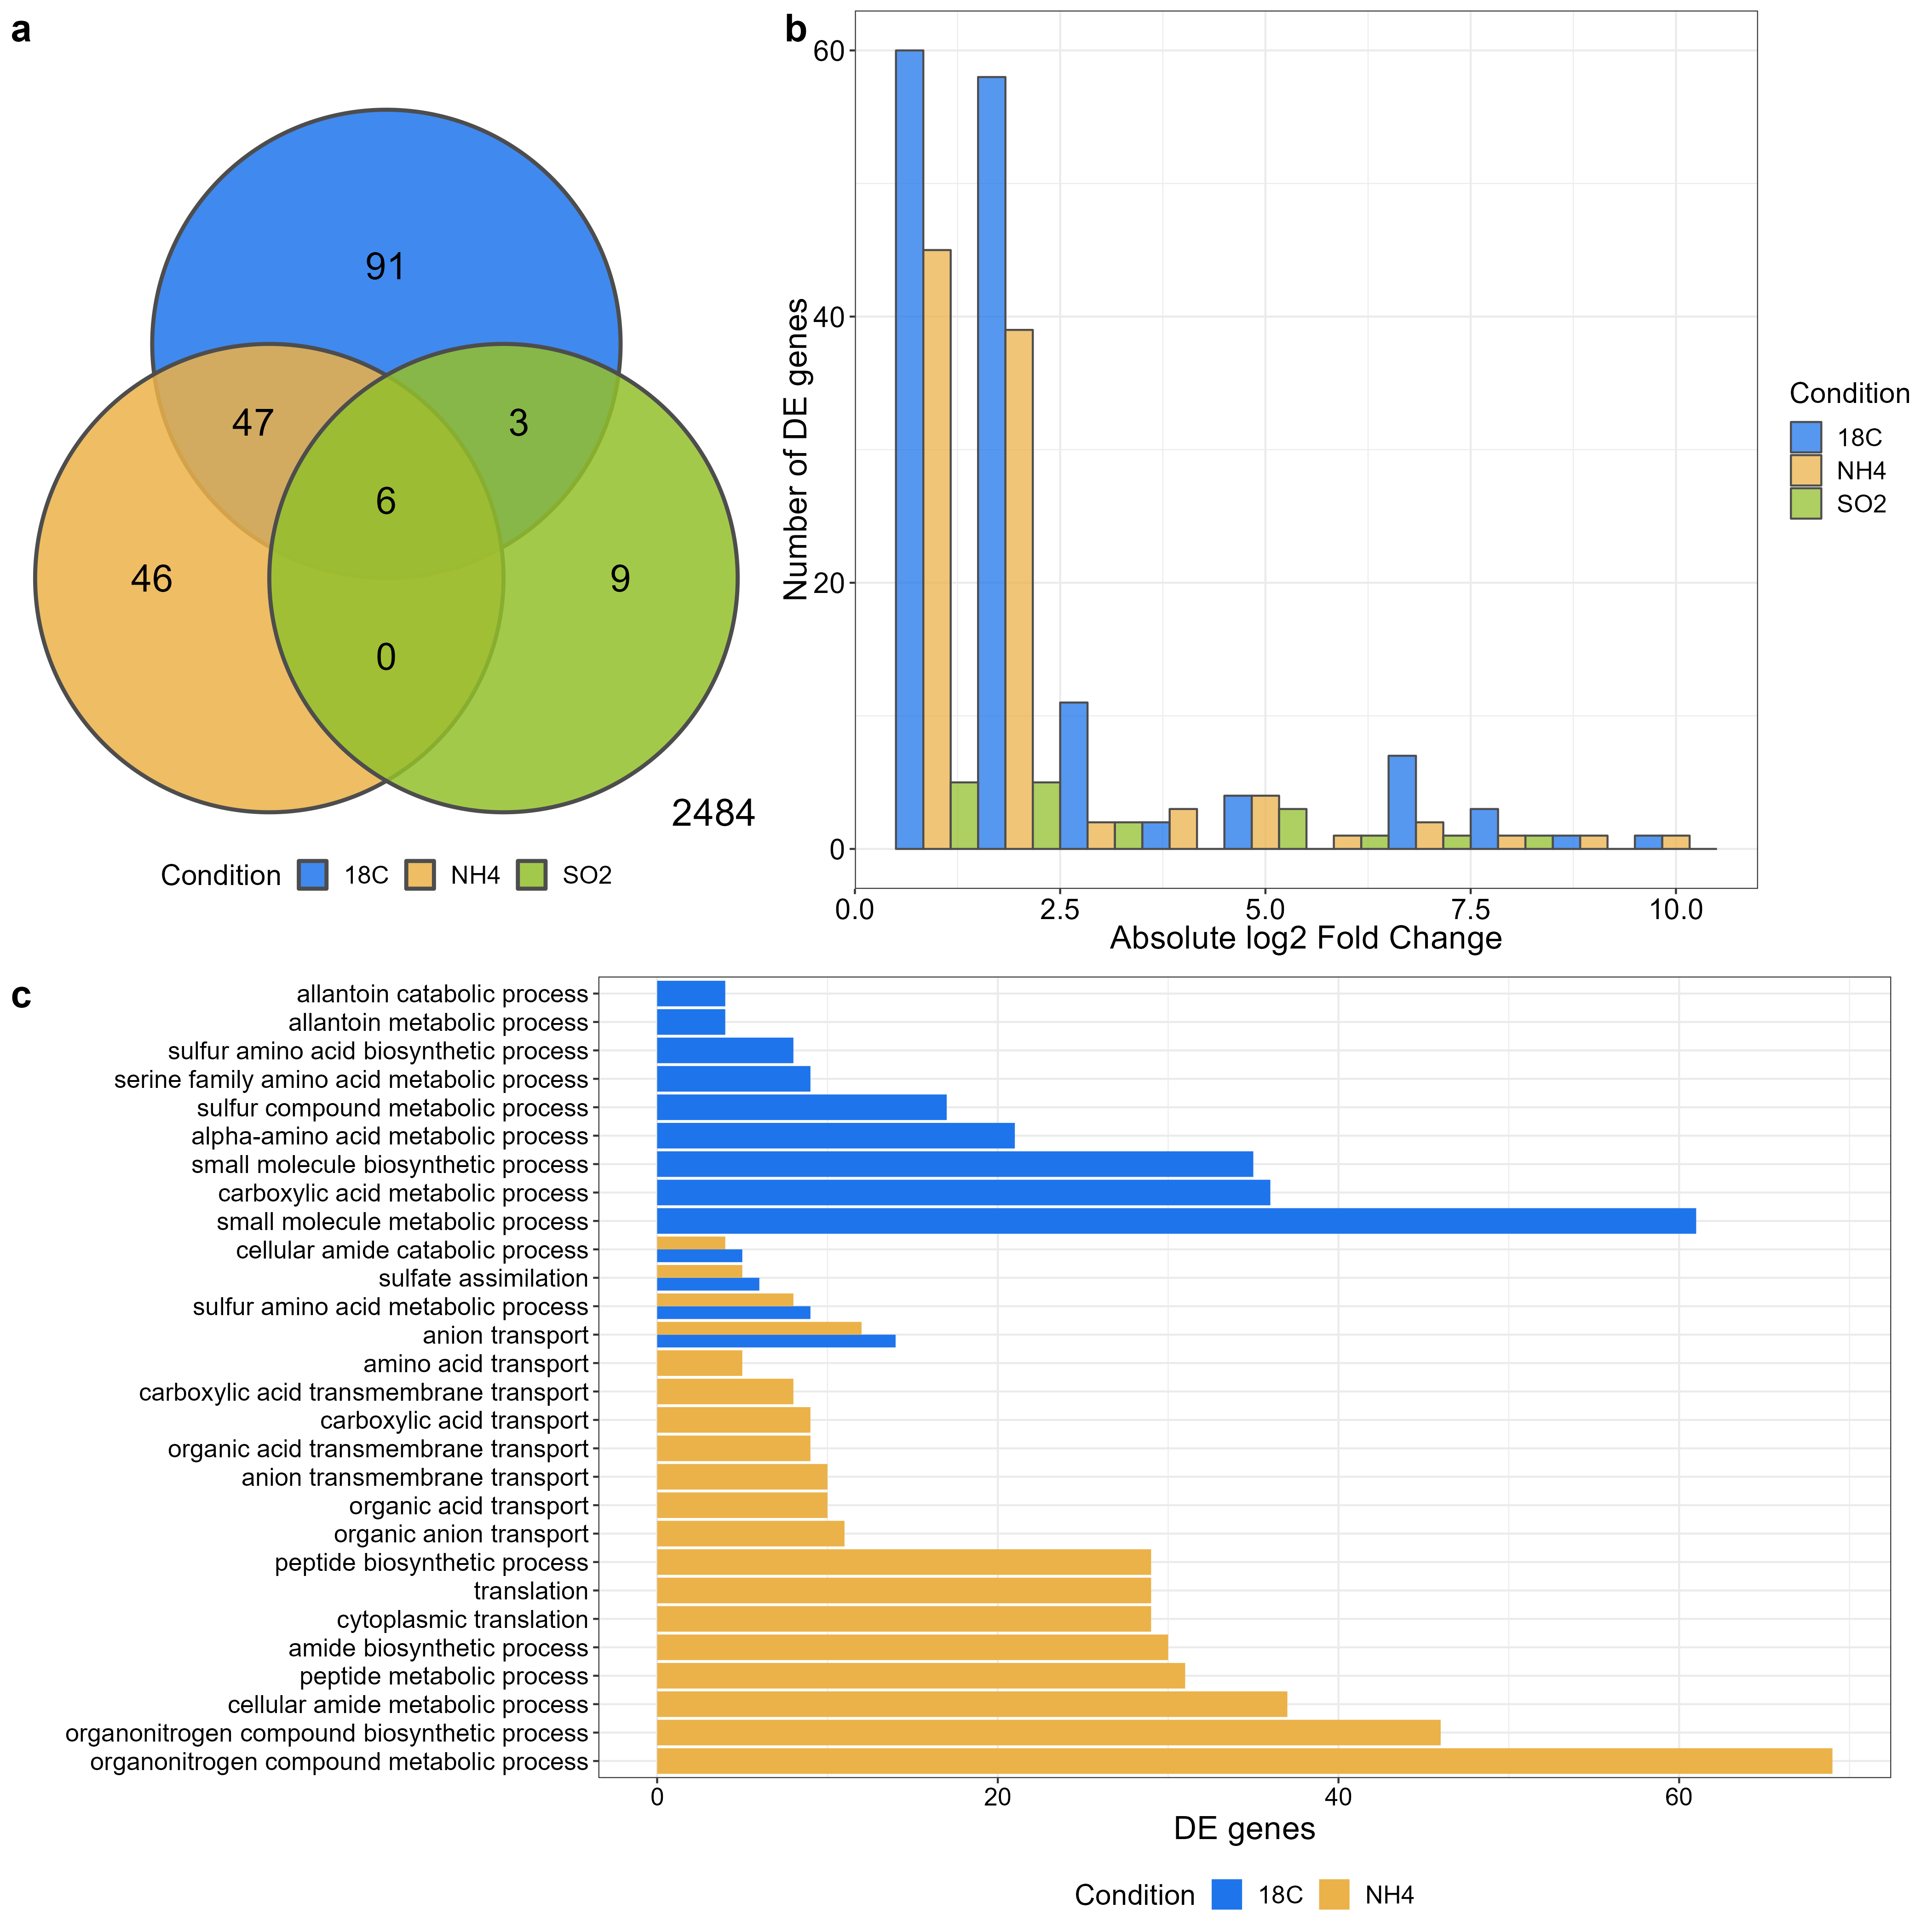 a
91
47
3
6
46
9
0
2484
Condition 18C NH4 SO2
b
Number of DE genes
60
40
20
0
0.0 2.5 5.0 7.5 10.0
Absolute log2 Fold Change
Condition
18C
NH4
SO2
c
allantoin catabolic process
allantoin metabolic process
sulfur amino acid biosynthetic process
serine family amino acid metabolic process
sulfur compound metabolic process
alpha-amino acid metabolic process
small molecule biosynthetic process
carboxylic acid metabolic process
small molecule metabolic process
cellular amide catabolic process
sulfate assimilation
sulfur amino acid metabolic process
anion transport
amino acid transport
carboxylic acid transmembrane transport
carboxylic acid transport
organic acid transmembrane transport
anion transmembrane transport
organic acid transport
organic anion transport
peptide biosynthetic process
translation
cytoplasmic translation
amide biosynthetic process
peptide metabolic process
cellular amide metabolic process
organonitrogen compound biosynthetic process
organonitrogen compound metabolic process
0 20 40 60
DE genes
Condition 18C NH4